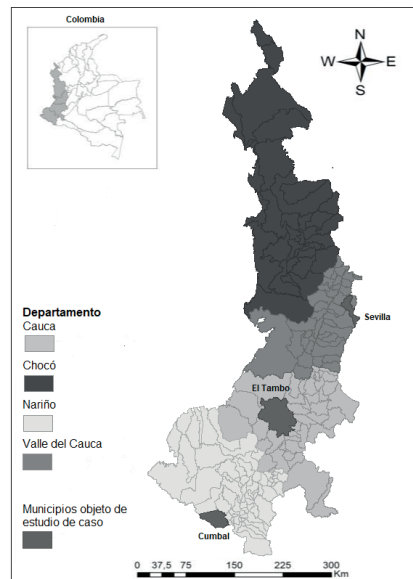 Colombia
N
W E
S
Departamento
Cauca
Chocó
Nariño
Valle del Cauca
Municipios objeto de
estudio de caso
Sevilla
El Tambo
Cumbal
0 37,5 75 150 225 300
Km